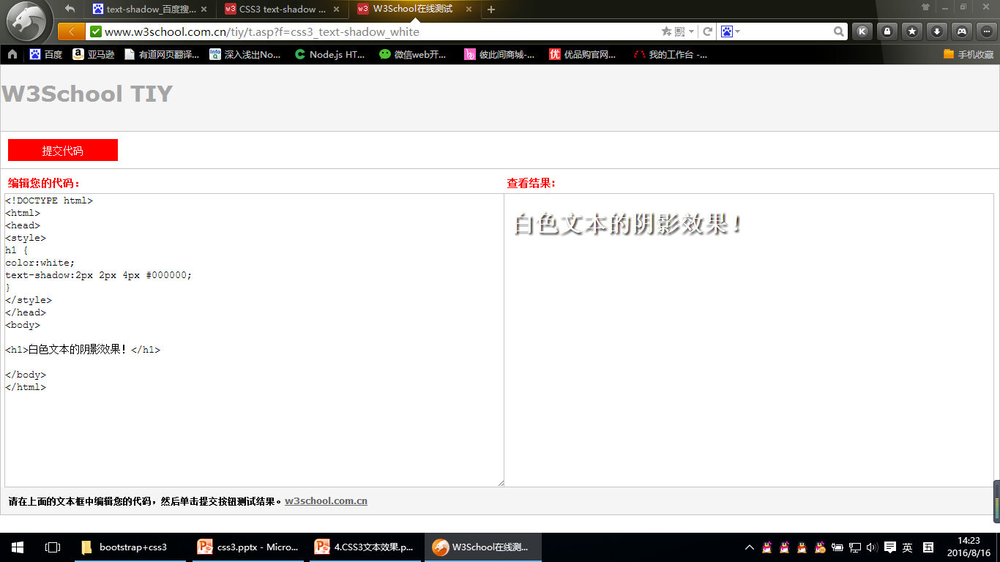 text-shadow_百度搜...
CSS3 text-shadow ...
W3School在线测试
www.w3school.com.cn/tiy/t.asp?f=css3_text-shadow_white
百度
亚马逊
有道网页翻译...
深入浅出No...
Node.js HT...
微信web开...
彼此间商城-...
优品购官网...
我的工作台 -...
手机收藏
W3School TIY
提交代码
编辑您的代码：
查看结果:
<!DOCTYPE html>
<html>
<head>
<style>
h1 {
color:white;
text-shadow:2px 2px 4px #000000;
}
</style>
</head>
<body>
<h1>白色文本的阴影效果！</h1>
</body>
</html>
白色文本的阴影效果！
请在上面的文本框中编辑您的代码，然后单击提交按钮测试结果。w3school.com.cn
bootstrap+css3
css3.pptx - Micro...
4.CSS3文本效果.p...
W3School在线测...
英
五
14:23
2016/8/16